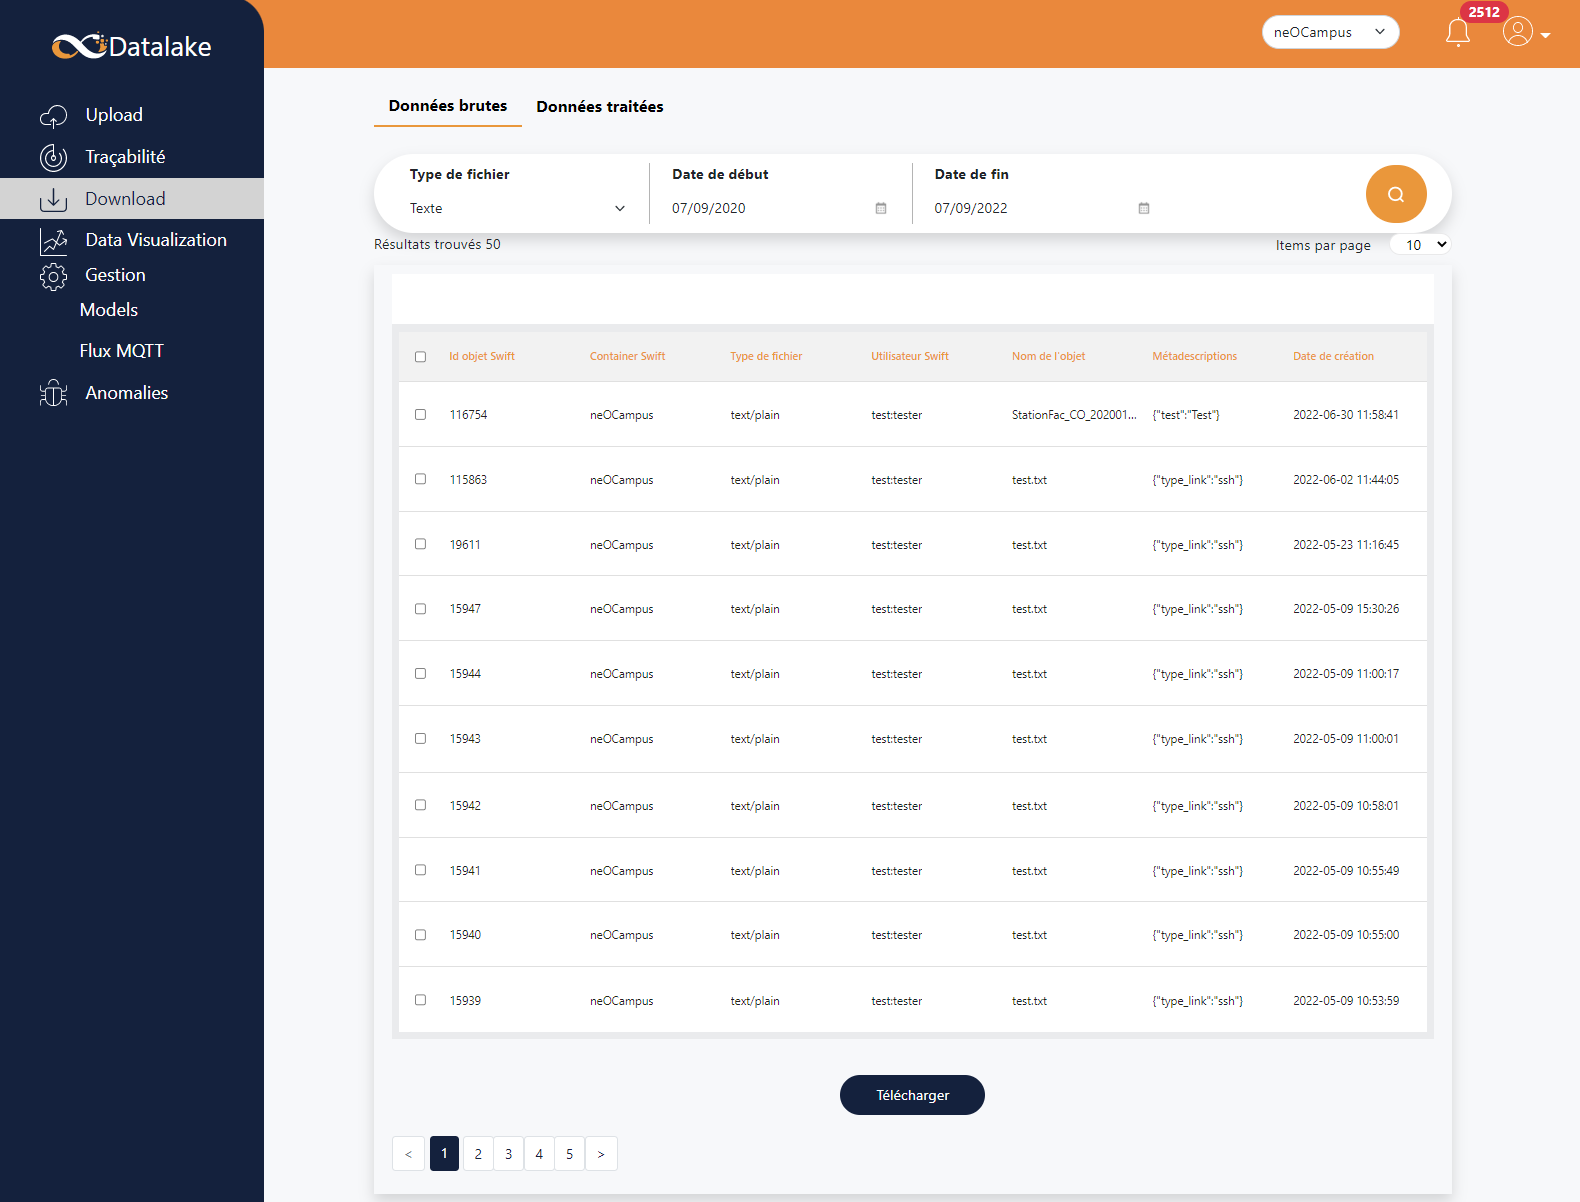 Datalake
neOCampus
2512
Upload
Traçabilité
Download
Data Visualization
Gestion
Models
Flux MQTT
Anomalies
Données brutes Données traitées
Type de fichier Date de début Date de fin
Texte 07/09/2020 07/09/2022
Résultats trouvés 50 Items par page 10
Id objet Swift Container Swift Type de fichier Utilisateur Swift Nom de l'objet Métadescriptions Date de création
116754 neOCampus text/plain test:tester StationFac_CO_202001... {"test":"Test"} 2022-06-30 11:58:41
115863 neOCampus text/plain test:tester test.txt {"type_link":"ssh"} 2022-06-02 11:44:05
19611 neOCampus text/plain test:tester test.txt {"type_link":"ssh"} 2022-05-23 11:16:45
15947 neOCampus text/plain test:tester test.txt {"type_link":"ssh"} 2022-05-09 15:30:26
15944 neOCampus text/plain test:tester test.txt {"type_link":"ssh"} 2022-05-09 11:00:17
15943 neOCampus text/plain test:tester test.txt {"type_link":"ssh"} 2022-05-09 11:00:01
15942 neOCampus text/plain test:tester test.txt {"type_link":"ssh"} 2022-05-09 10:58:01
15941 neOCampus text/plain test:tester test.txt {"type_link":"ssh"} 2022-05-09 10:55:49
15940 neOCampus text/plain test:tester test.txt {"type_link":"ssh"} 2022-05-09 10:55:00
15939 neOCampus text/plain test:tester test.txt {"type_link":"ssh"} 2022-05-09 10:53:59
Télécharger
< 1 2 3 4 5 >